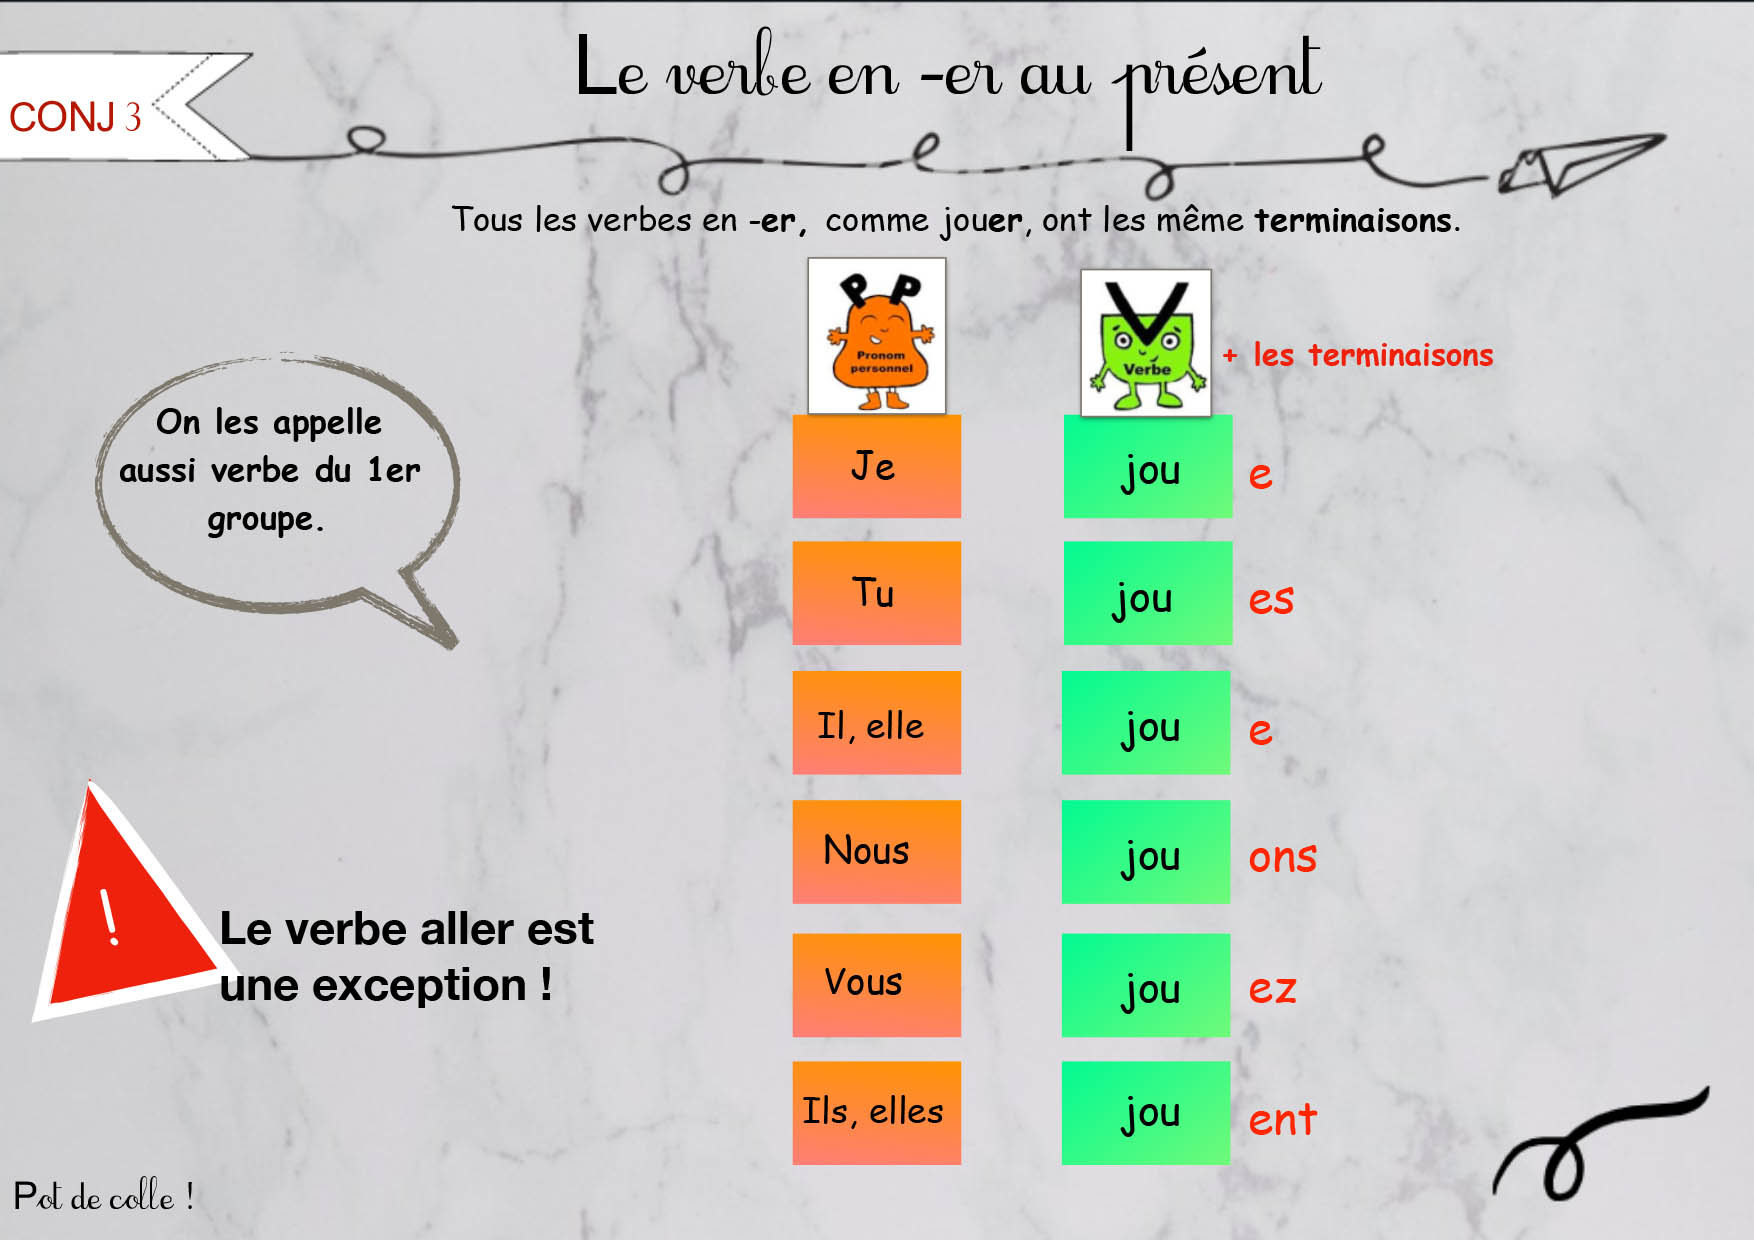 CONJ 3
Le verbe en -er au présent
Tous les verbes en -er, comme jouer, ont les même terminaisons.
P P
Pronom
personnel
V
Verbe
+ les terminaisons
On les appelle
aussi verbe du 1er
groupe.
Je jou e
Tu jou es
Il, elle jou e
Nous jou ons
Vous jou ez
Ils, elles jou ent
!
Le verbe aller est
une exception !
Pot de colle !